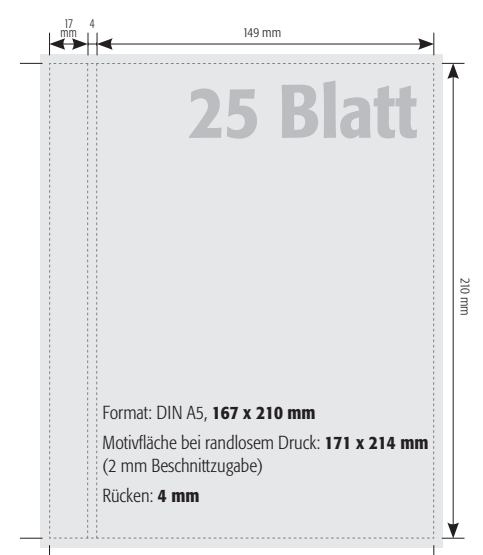 17
mm
4
149 mm
25 Blatt
210 mm
Format: DIN A5, 167 x 210 mm
Motivfläche bei randlosem Druck: 171 x 214 mm
(2 mm Beschnittzugabe)
Rücken: 4 mm